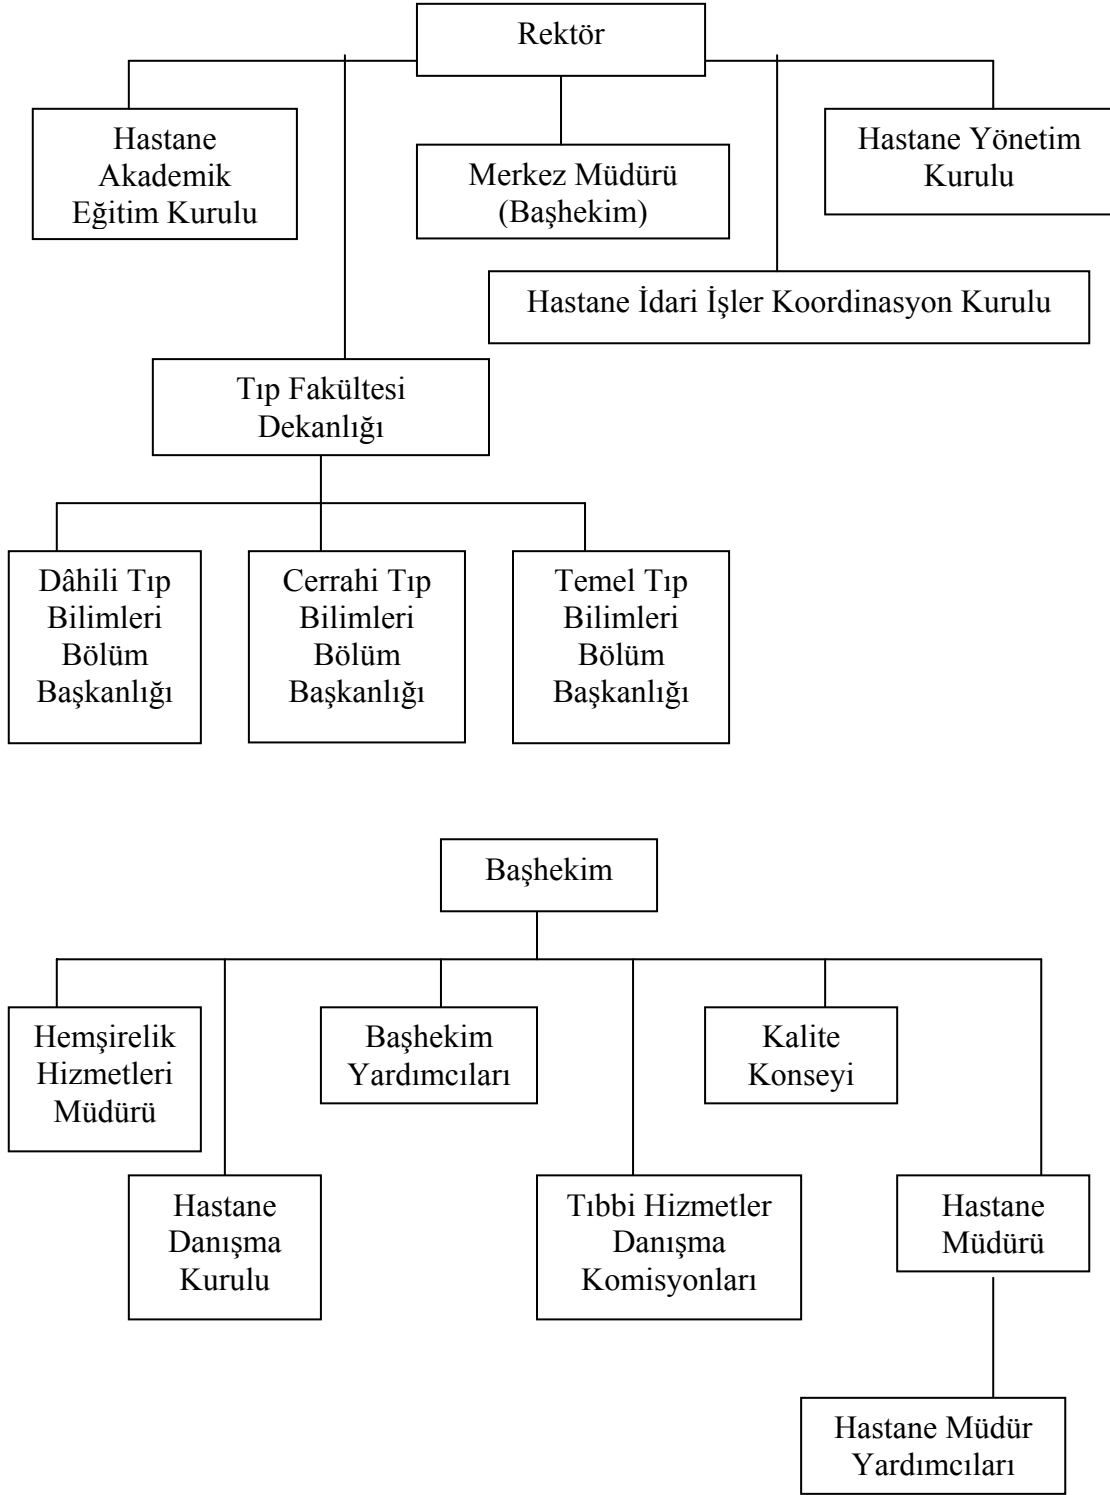 Rektör
Hastane
Akademik
Eğitim Kurulu
Merkez Müdürü
(Başhekim)
Hastane Yönetim
Kurulu
Hastane İdari İşler Koordinasyon Kurulu
Tıp Fakültesi
Dekanlığı
Dâhili Tıp
Bilimleri
Bölüm
Başkanlığı
Cerrahi Tıp
Bilimleri
Bölüm
Başkanlığı
Temel Tıp
Bilimleri
Bölüm
Başkanlığı
Başhekim
Hemşirelik
Hizmetleri
Müdürü
Başhekim
Yardımcıları
Kalite
Konseyi
Hastane
Danışma
Kurulu
Tıbbi Hizmetler
Danışma
Komisyonları
Hastane
Müdürü
Hastane Müdür
Yardımcıları